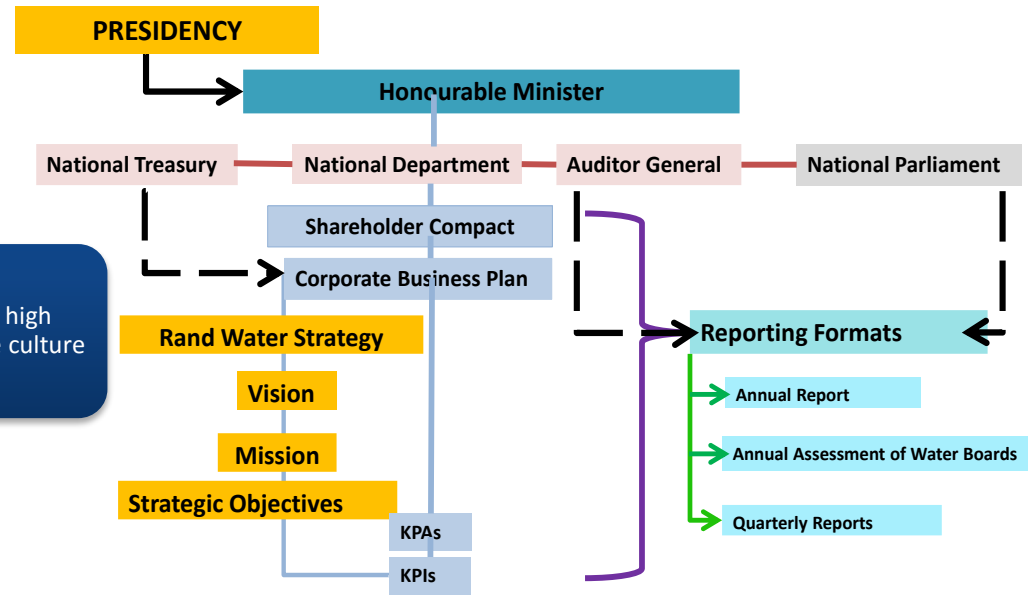 PRESIDENCY
Honourable Minister
National Treasury
National Department
Auditor General
National Parliament
Shareholder Compact
Corporate Business Plan
high
culture
Rand Water Strategy
Reporting Formats
Vision
Annual Report
Mission
Annual Assessment of Water Boards
Strategic Objectives
Quarterly Reports
KPAs
KPIs